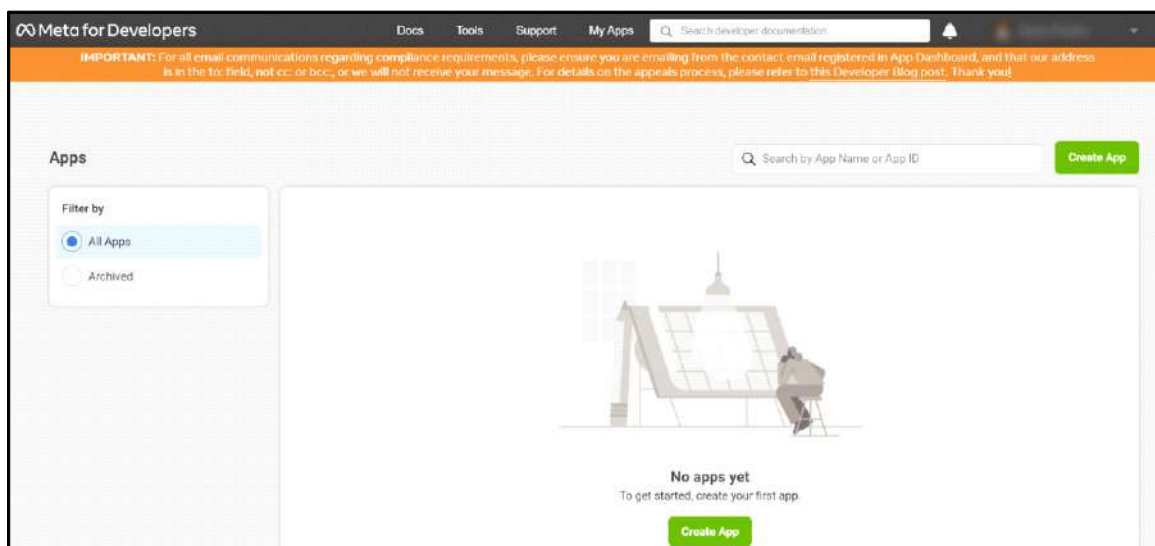 Meta for Developers
Docs Tools Support My Apps Search developer documentation
IMPORTANT: For all email communications regarding compliance requirements, please ensure you are emailing from the contact email registered in App Dashboard, and that our address
is in the to: field, not cc: or bcc:, or we will not receive your message. For details on the appeals process, please refer to this Developer Blog post. Thank you!
Apps
Search by App Name or App ID
Create App
Filter by
All Apps
Archived
No apps yet
To get started, create your first app.
Create App